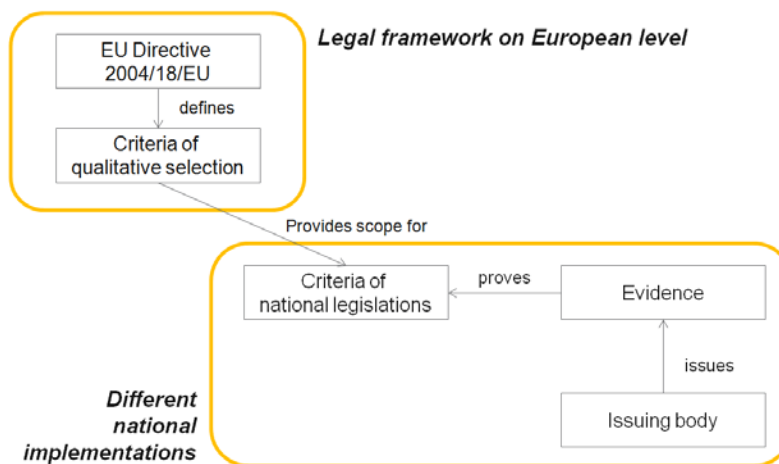 Legal framework on European level
EU Directive
2004/18/EU
defines
Criteria of
qualitative selection
Provides scope for
Criteria of
national legislations
proves
Evidence
issues
Issuing body
Different
national
implementations